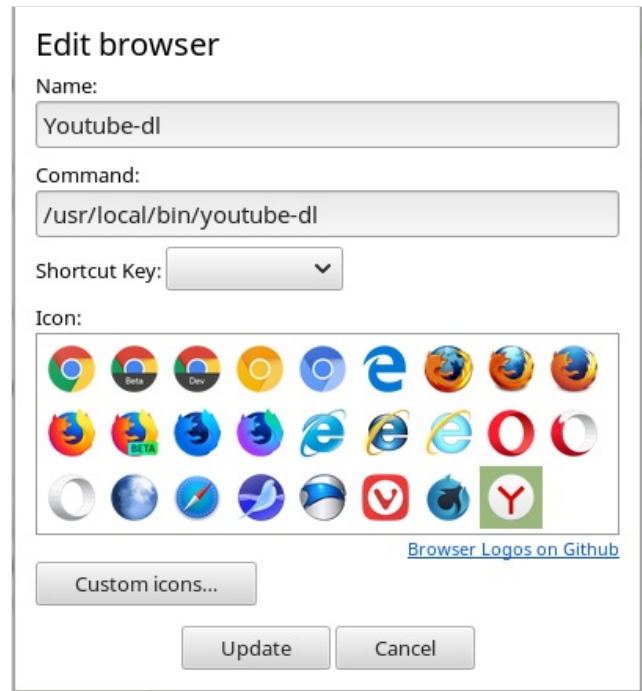 Edit browser
Name:
Youtube-dl
Command:
/usr/local/bin/youtube-dl
Shortcut Key:
Icon:
Beta
Dev
BETA
Browser Logos on Github
Custom icons...
Update Cancel